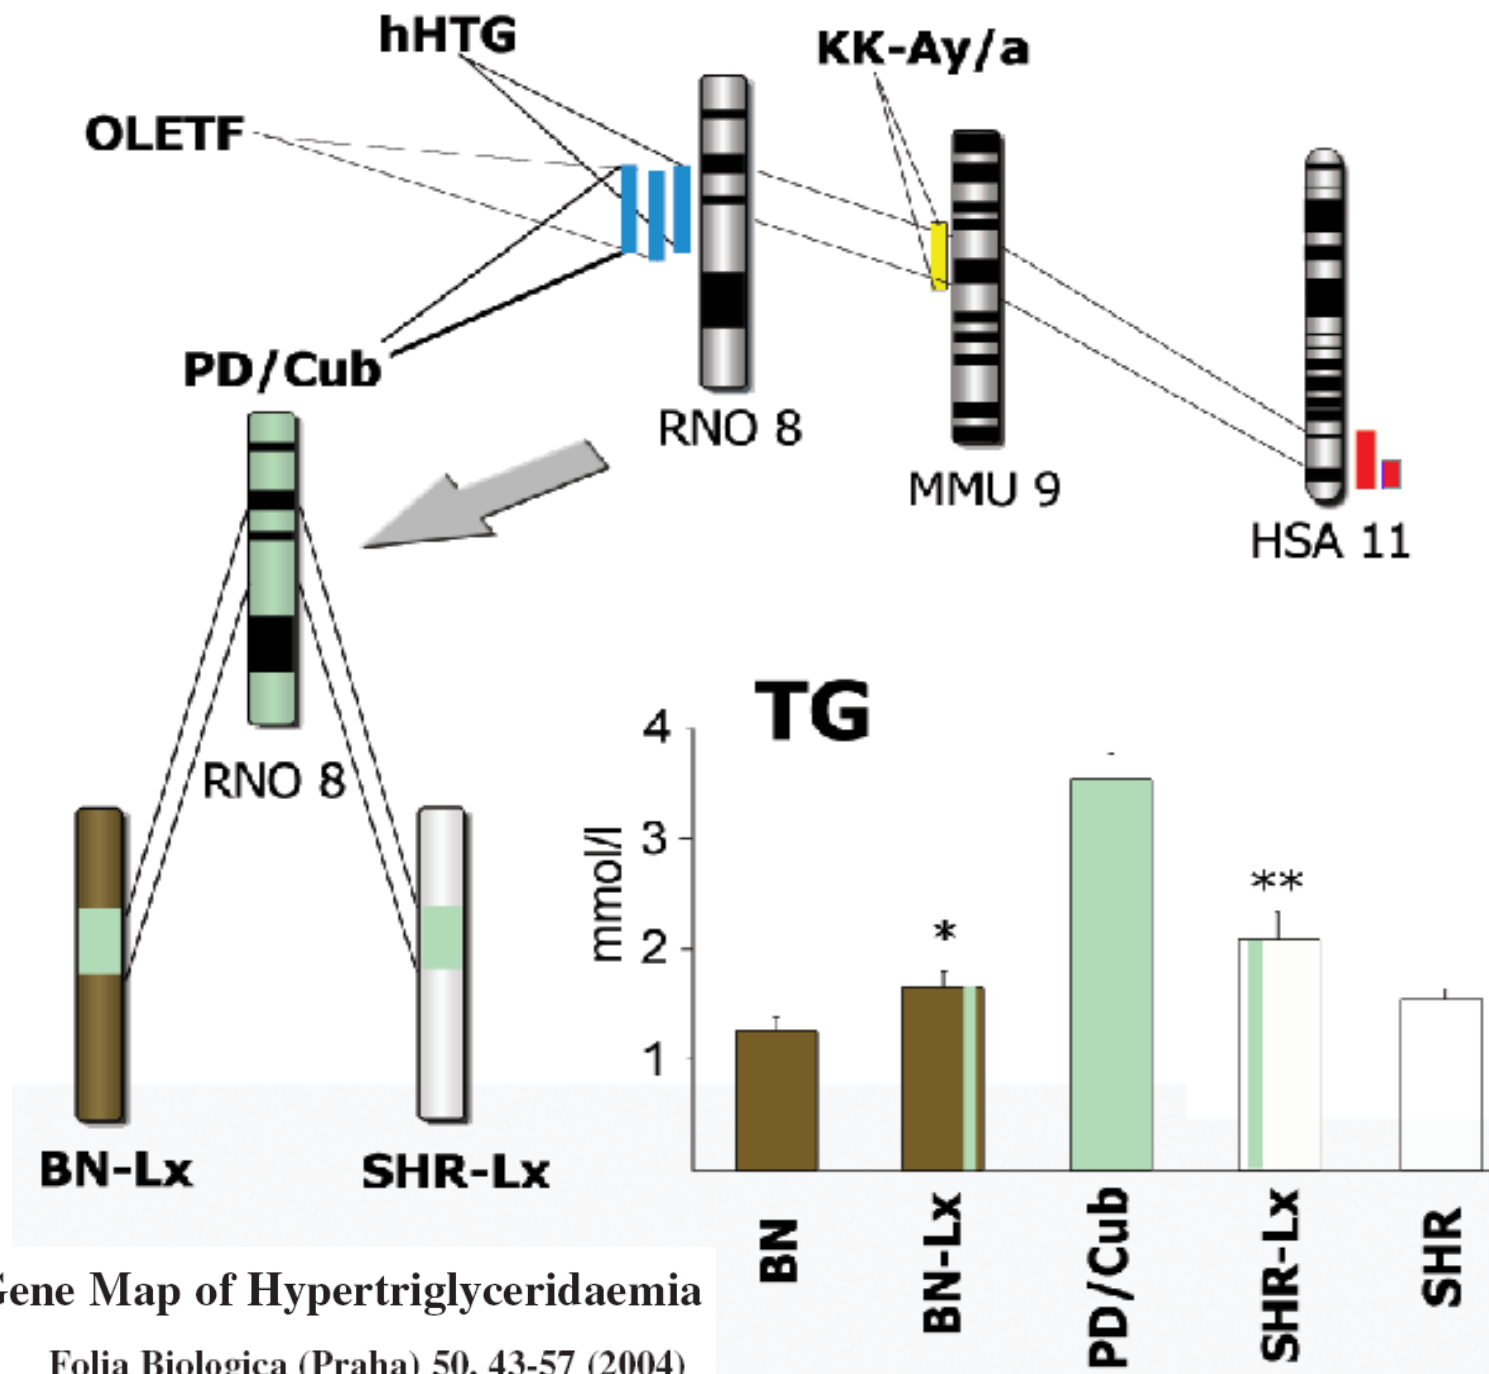 hHTG
KK-Ay/a
OLETF
PD/Cub
RNO 8
MMU 9
HSA 11
RNO 8
BN-Lx
SHR-Lx
TG
mmol/l
4
3
2
1
*
**
BN
BN-Lx
PD/Cub
SHR-Lx
SHR
Gene Map of Hypertriglyceridaemia
Folia Biologica (Praha) 50, 43-57 (2004)